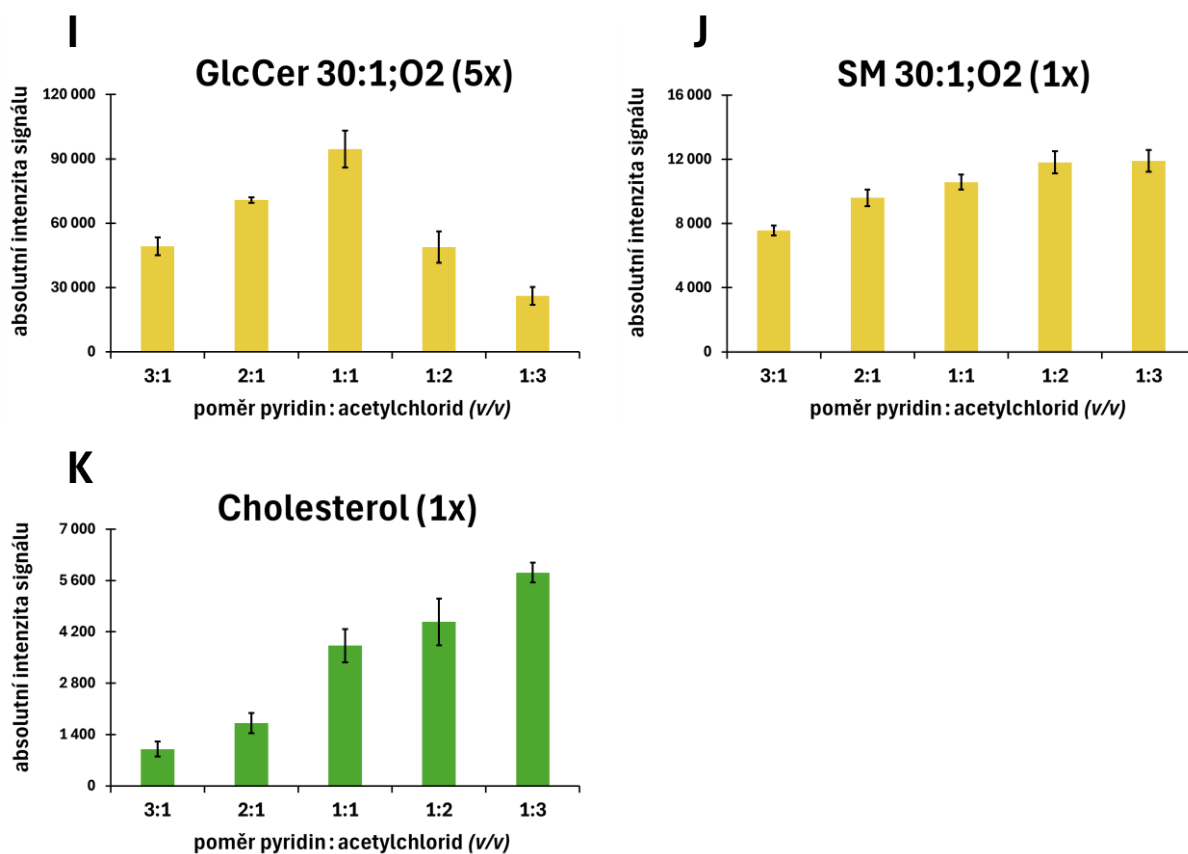 I
GlcCer 30:1;O2 (5x)
absolutní intenzita signálu
120 000
90 000
60 000
30 000
0
3:1 2:1 1:1 1:2 1:3
poměr pyridin : acetylchlorid (v/v)
J
SM 30:1;O2 (1x)
absolutní intenzita signálu
16 000
12 000
8 000
4 000
0
3:1 2:1 1:1 1:2 1:3
poměr pyridin : acetylchlorid (v/v)
K
Cholesterol (1x)
absolutní intenzita signálu
7 000
5 600
4 200
2 800
1 400
0
3:1 2:1 1:1 1:2 1:3
poměr pyridin : acetylchlorid (v/v)